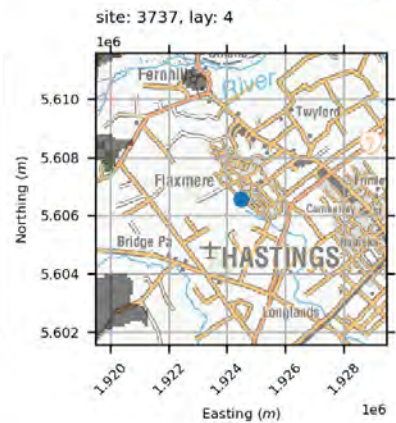 site: 3737, lay: 4
1e6
Fernhill
River
5.610
Twyford
5.608
Flaxmere
Northing (m)
5.606
Camberley
Bridge Pa
HASTINGS
5.604
Longlands
5.602
1.920
1.922
1.924
1.926
1.928
1e6
Easting (m)